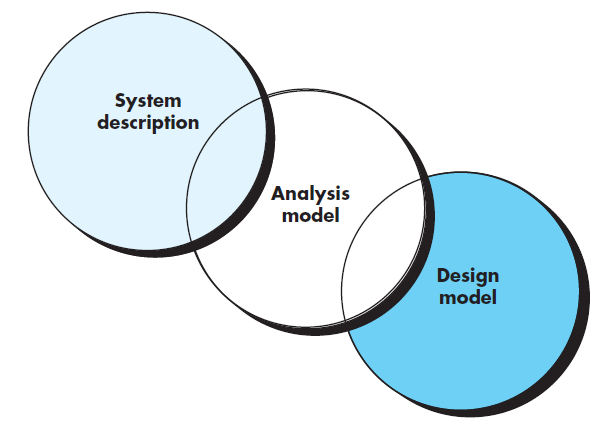 System
description
Analysis
model
Design
model